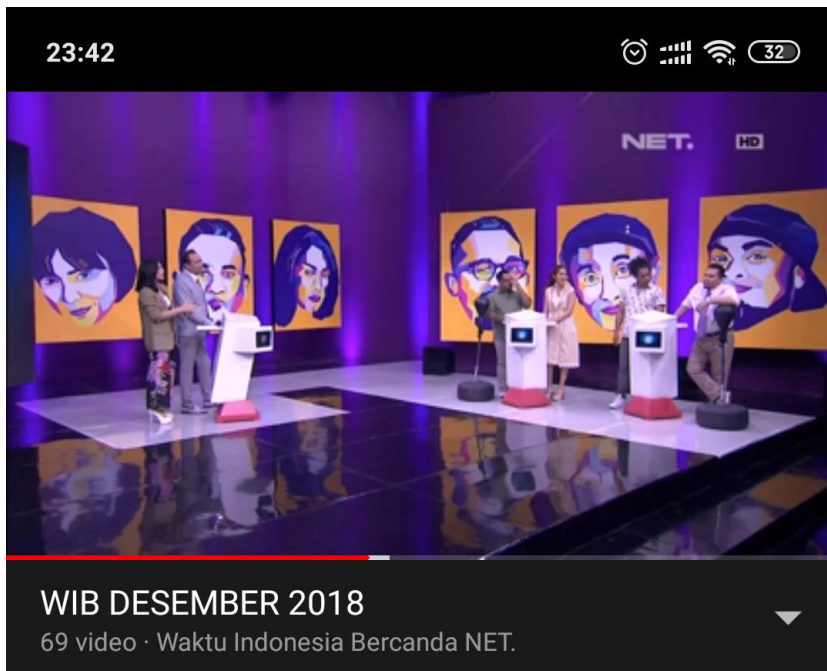 23:42
32
NET. HD
WIB DESEMBER 2018
69 video · Waktu Indonesia Bercanda NET.